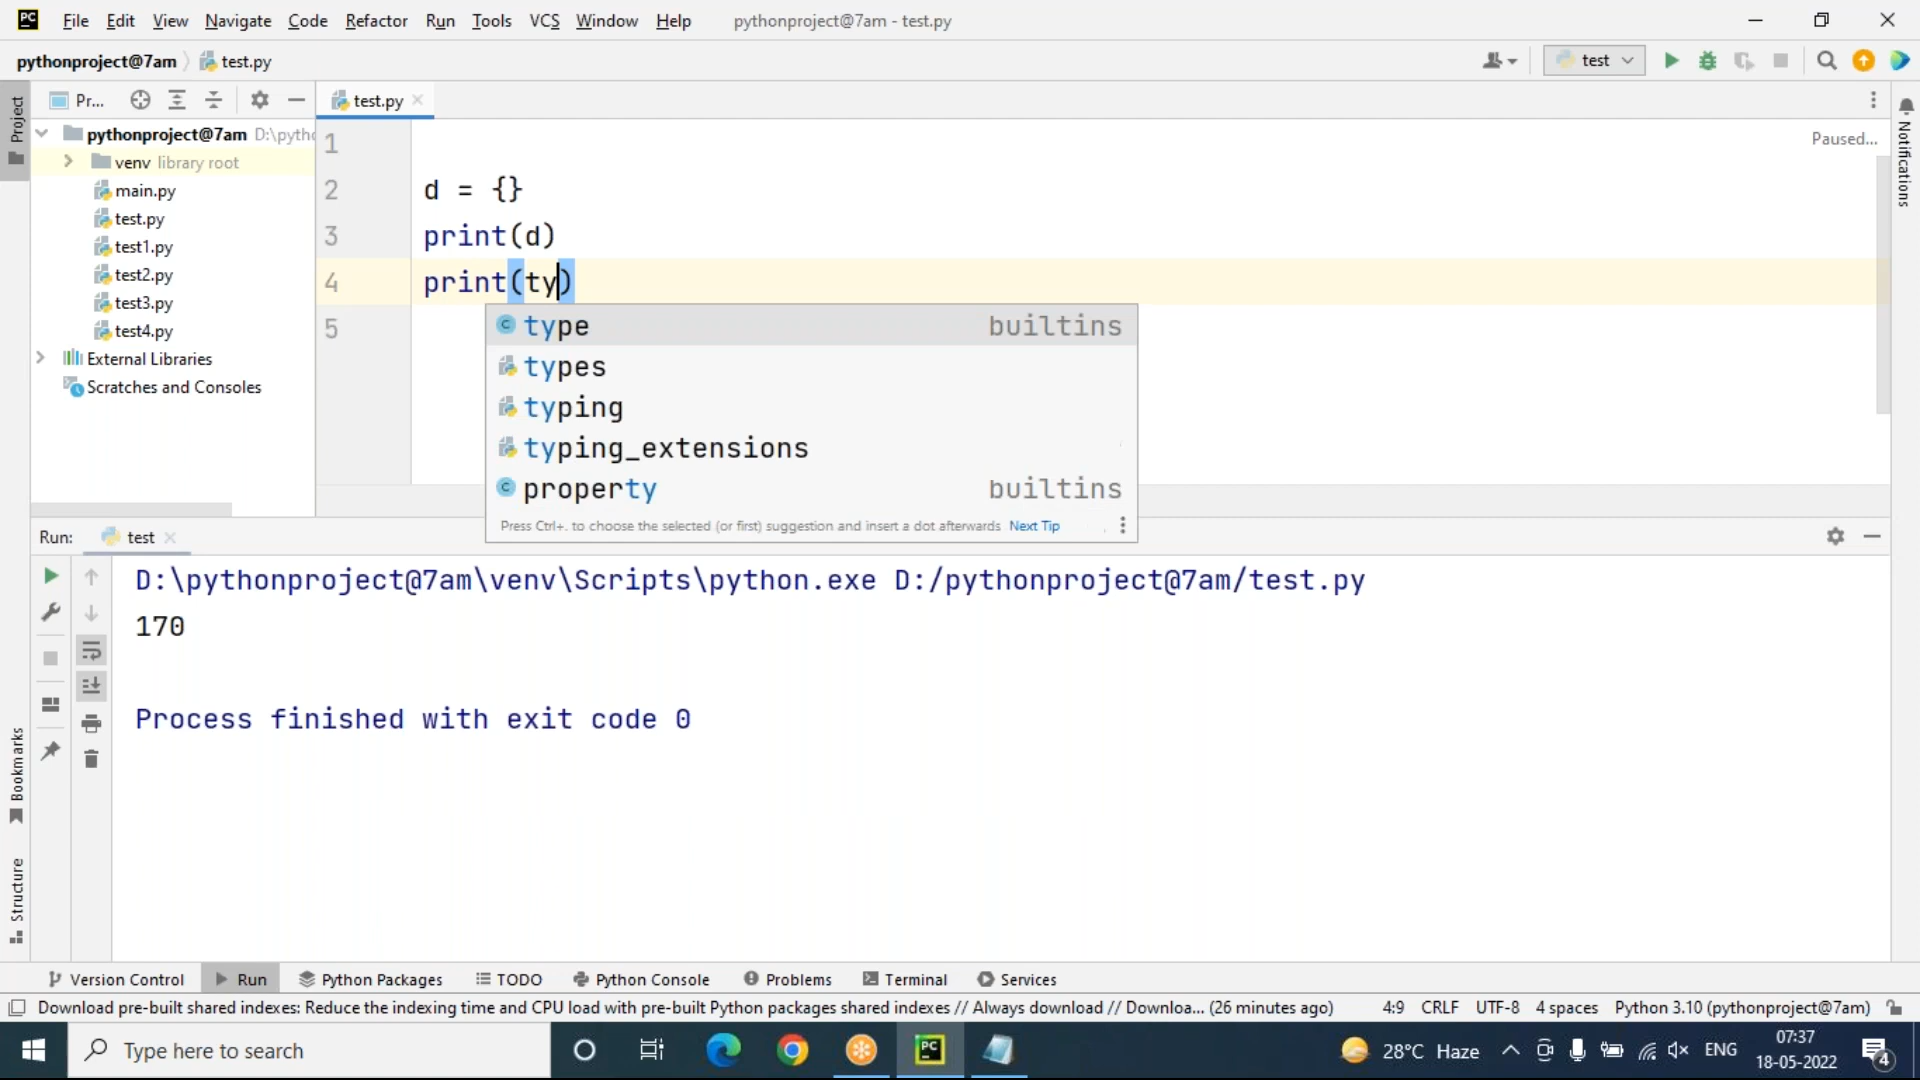 PC File Edit View Navigate Code Refactor Run Tools VCS Window Help pythonproject@7am - test.py
pythonproject@7am test.py test
Project Pr... test.py
pythonproject@7am D:\pytho
venv library root
main.py
test.py
test1.py
test2.py
test3.py
test4.py
External Libraries
Scratches and Consoles
1
2 d = {}
3 print(d)
4 print(ty)
5
Paused...
Notifications
type builtins
types
typing
typing_extensions
property builtins
Press Ctrl+. to choose the selected (or first) suggestion and insert a dot afterwards Next Tip
Run: test
D:\pythonproject@7am\venv\Scripts\python.exe D:/pythonproject@7am/test.py
170
Process finished with exit code 0
Bookmarks
Structure
Version Control Run Python Packages TODO Python Console Problems Terminal Services
Download pre-built shared indexes: Reduce the indexing time and CPU load with pre-built Python packages shared indexes // Always download // Downloa... (26 minutes ago) 4:9 CRLF UTF-8 4 spaces Python 3.10 (pythonproject@7am)
Type here to search PC 28°C Haze ENG 07:37
18-05-2022 4